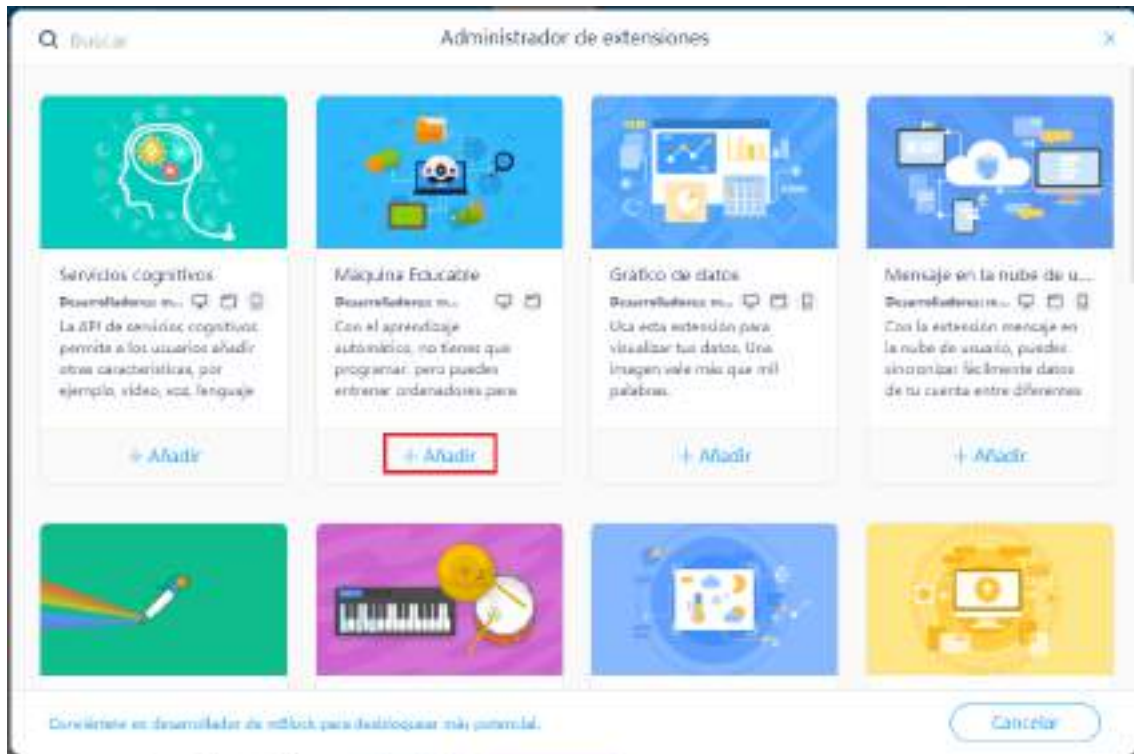 Buscar
Administrador de extensiones
Servicios cognitivos
Desarrolladores m...
La API de servicios cognitivos
permite a los usuarios añadir
otras características, por
ejemplo, vídeo, voz, lenguaje
+ Añadir
Máquina Educable
Desarrolladores m...
Con el aprendizaje
automático, no tienes que
programar, pero puedes
entrenar ordenadores para
+ Añadir
Gráfico de datos
Desarrolladores m...
Usa esta extensión para
visualizar tus datos. Una
imagen vale más que mil
palabras.
+ Añadir
Mensaje en la nube de u...
Desarrolladores m...
Con la extensión mensaje en
la nube de usuario, puedes
sincronizar fácilmente datos
de tu cuenta entre diferentes
+ Añadir
Conviértete en desarrollador de mBlock para desbloquear más potencial.
Cancelar